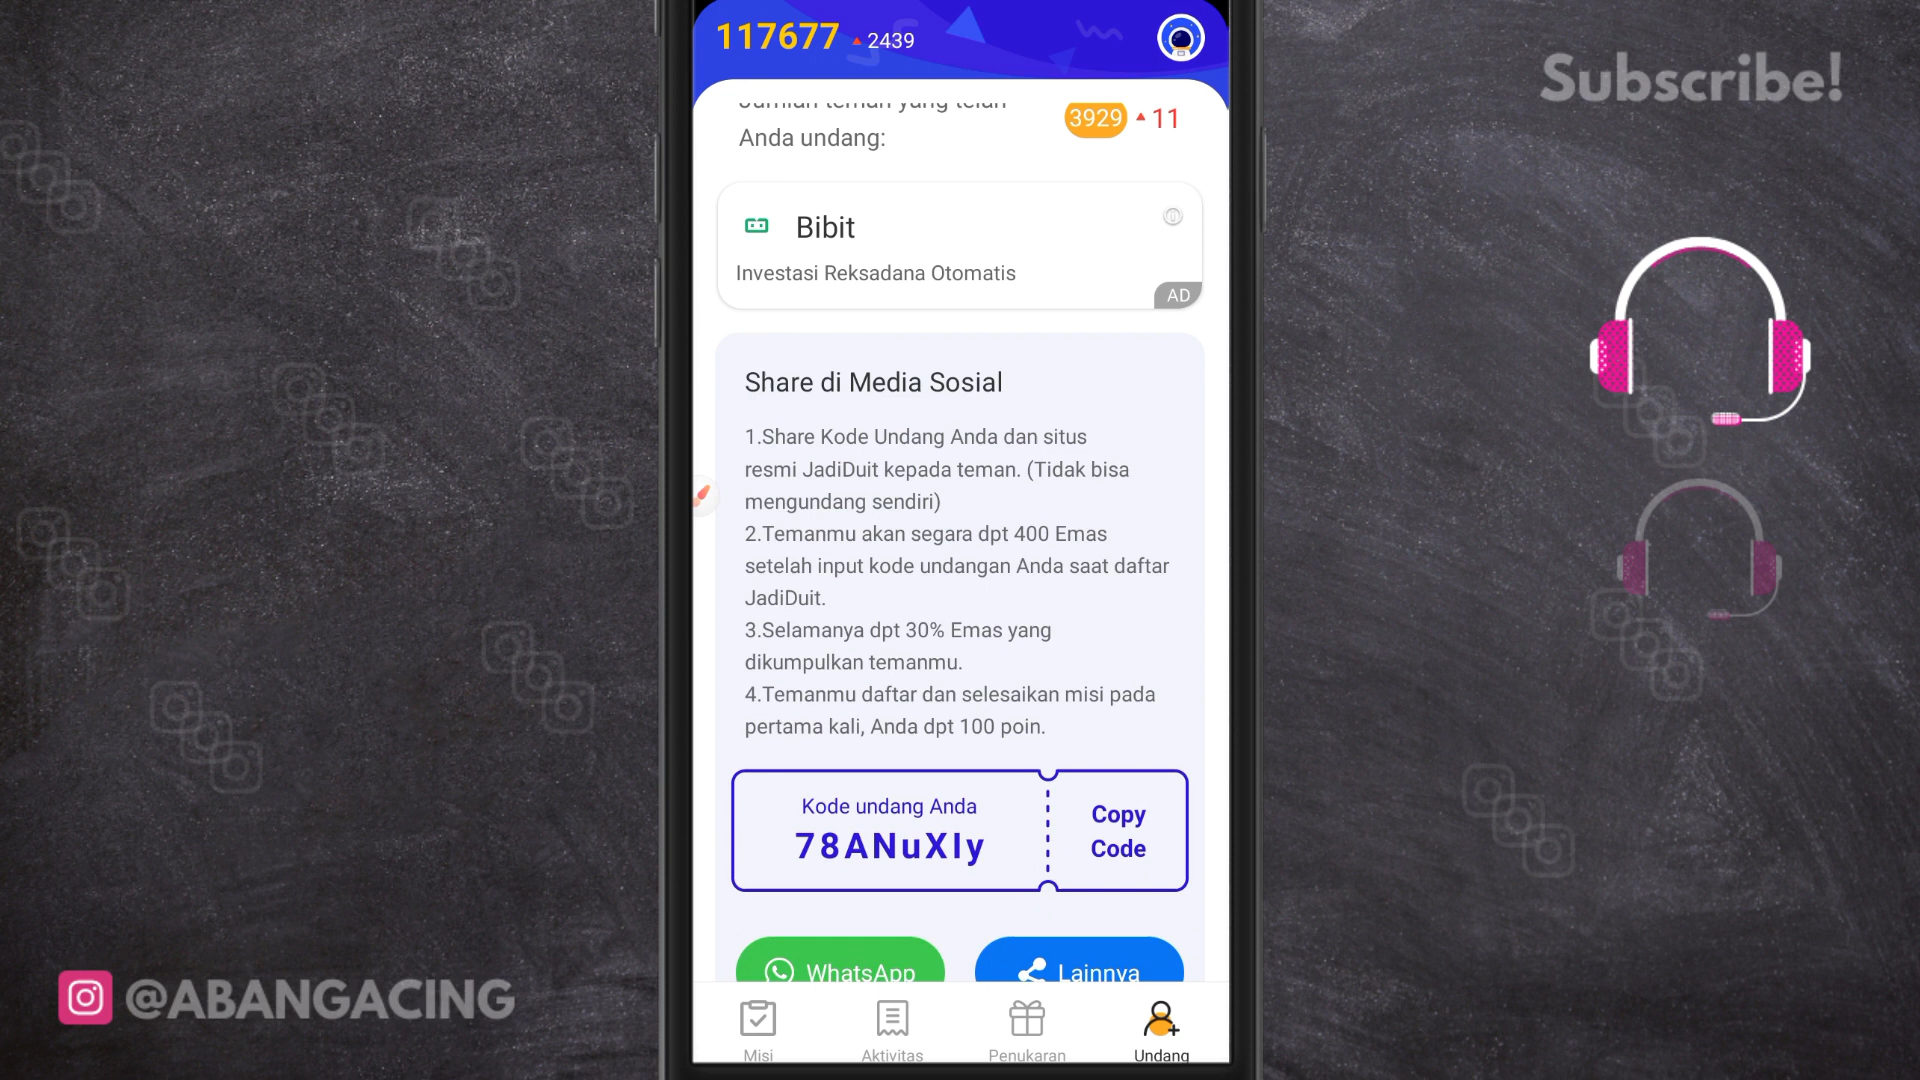 117677 2439
Subscribe!
Jumlah teman yang telah
Anda undang:
3929 11
Bibit
Investasi Reksadana Otomatis
AD
Share di Media Sosial
1.Share Kode Undang Anda dan situs
resmi JadiDuit kepada teman. (Tidak bisa
mengundang sendiri)
2.Temanmu akan segara dpt 400 Emas
setelah input kode undangan Anda saat daftar
JadiDuit.
3.Selamanya dpt 30% Emas yang
dikumpulkan temanmu.
4.Temanmu daftar dan selesaikan misi pada
pertama kali, Anda dpt 100 poin.
Kode undang Anda
78ANuXly
Copy
Code
WhatsApp
Lainnya
@ABANGACING
Misi
Aktivitas
Penukaran
Undang